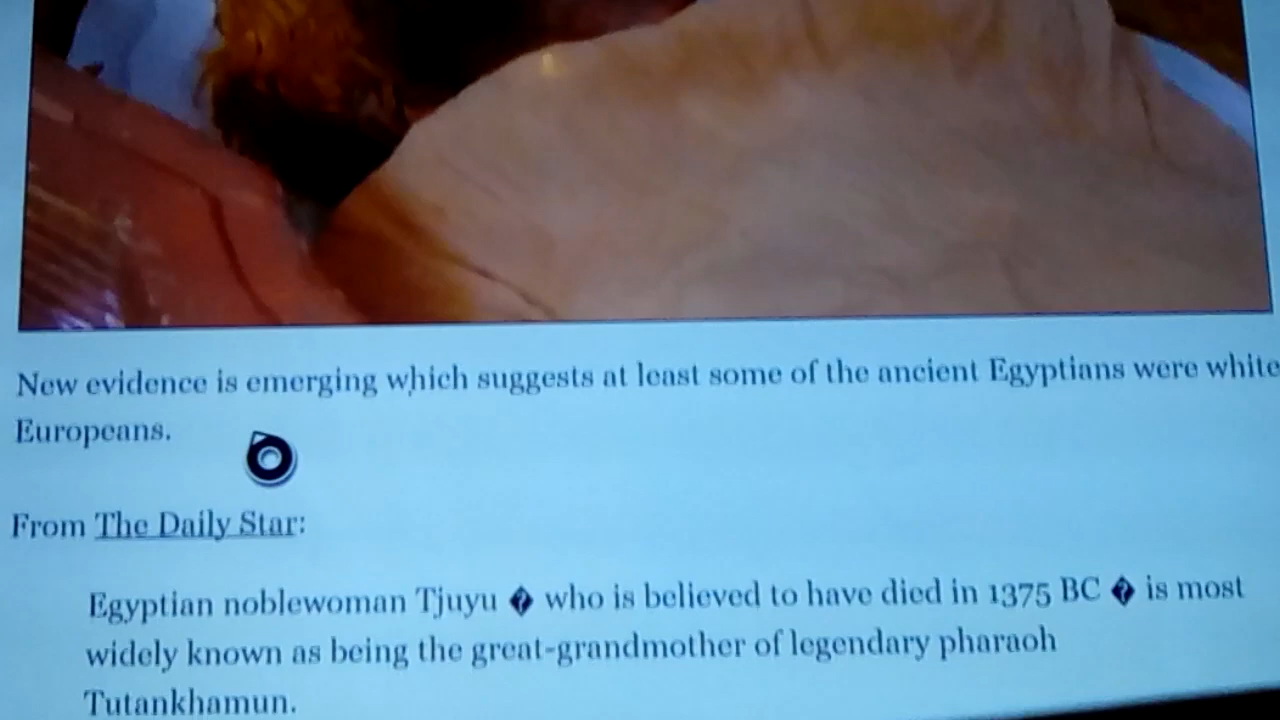 New evidence is emerging which suggests at least some of the ancient Egyptians were white
Europeans.
From The Daily Star:
Egyptian noblewoman Tjuyu � who is believed to have died in 1375 BC � is most
widely known as being the great-grandmother of legendary pharaoh
Tutankhamun.